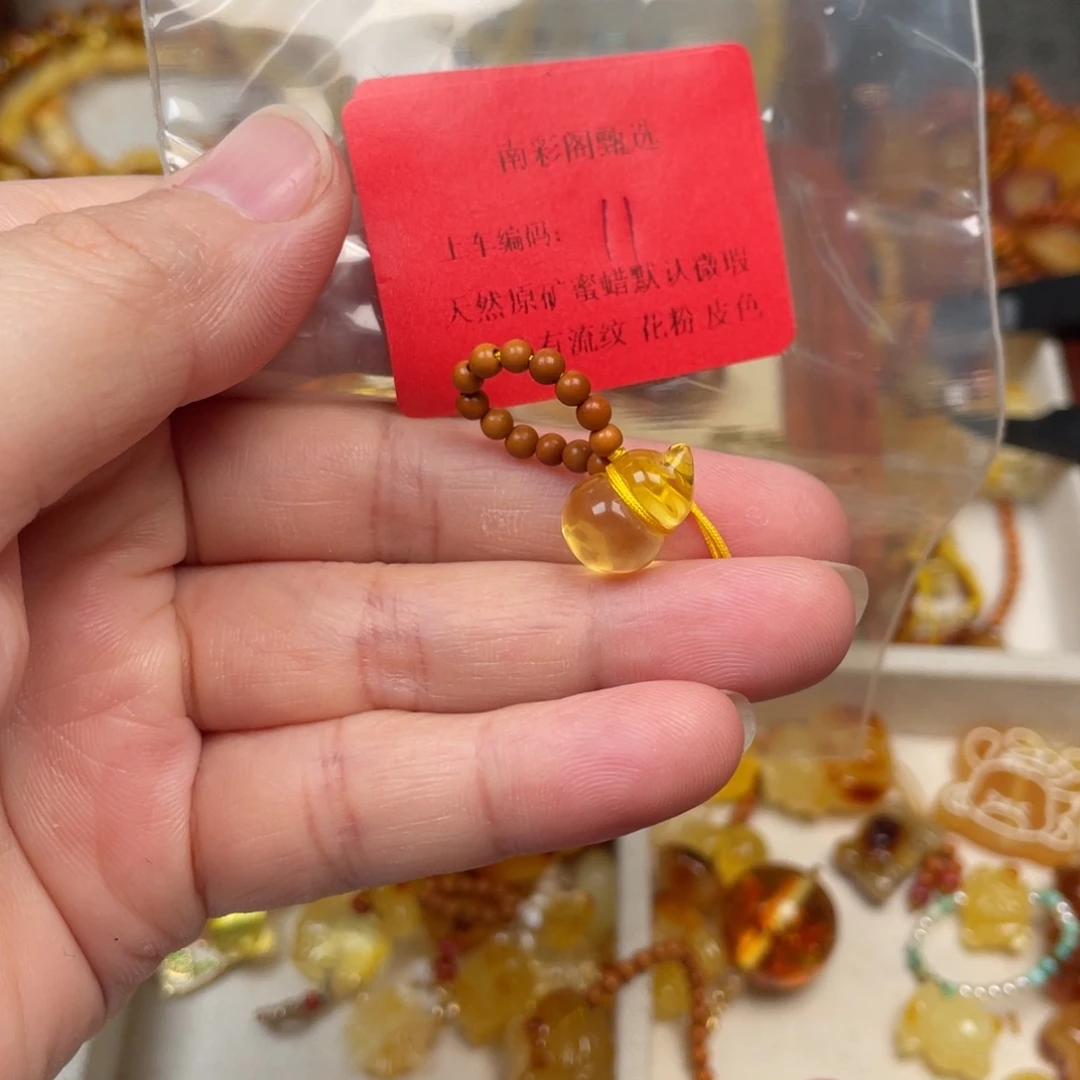 南彩阁甄选
上车编码： 11
天然原矿蜜蜡默认微瑕
有流纹 花粉 皮色